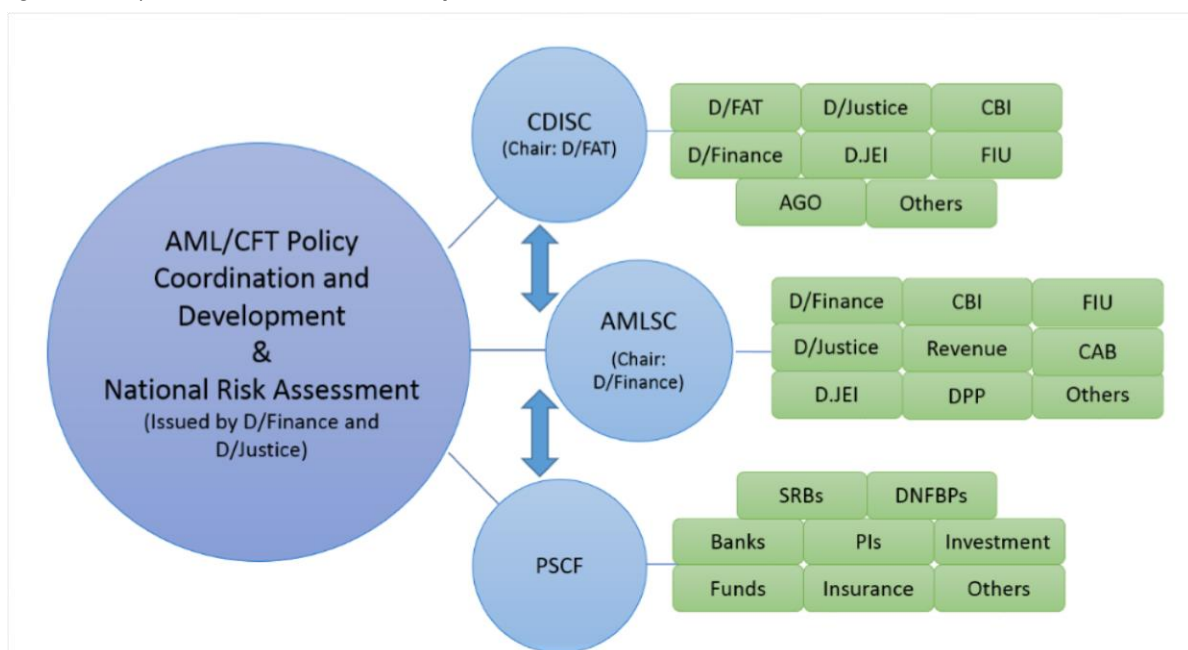 AML/CFT Policy
Coordination and
Development
&
National Risk Assessment
(Issued by D/Finance and
D/Justice)
CDISC
(Chair: D/FAT)
D/FAT D/Justice CBI
D/Finance D.JEI FIU
AGO Others
AMLSC
(Chair:
D/Finance)
D/Finance CBI FIU
D/Justice Revenue CAB
D.JEI DPP Others
PSCF
SRBs DNFBPs
Banks PIs Investment
Funds Insurance Others